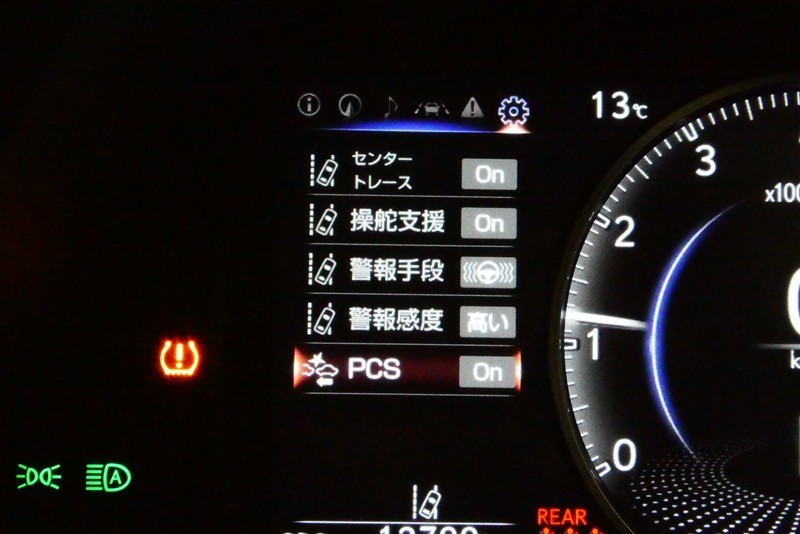 13℃
センター
トレース
On
操舵支援
On
警報手段
警報感度
高い
PCS
On
3
x100
2
1
0
A
REAR